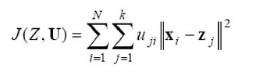 J(Z, U) = \sum_{i=1}^{N} \sum_{j=1}^{k} u_{ji} \left\| \mathbf{x}_i - \mathbf{z}_j \right\|^2